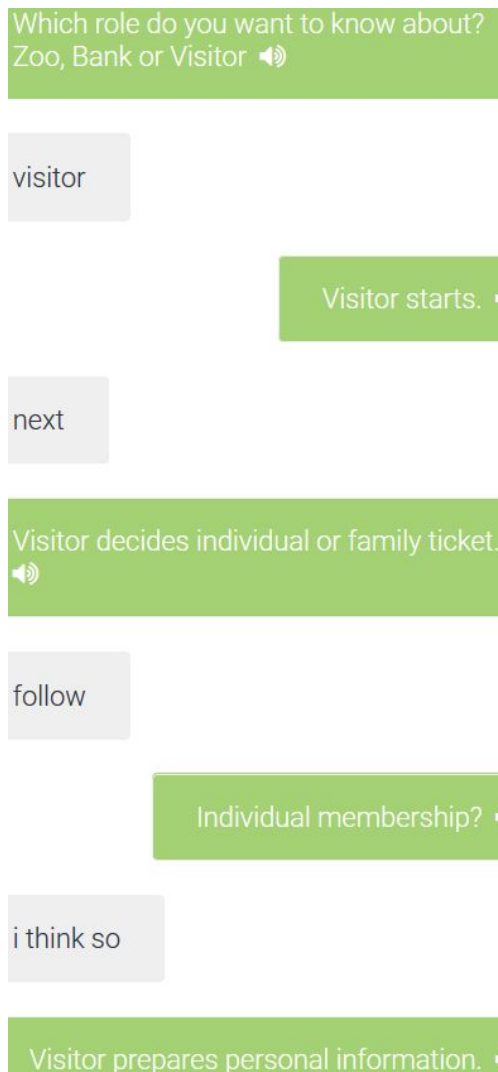 Which role do you want to know about?
Zoo, Bank or Visitor
visitor
Visitor starts.
next
Visitor decides individual or family ticket.
follow
Individual membership?
i think so
Visitor prepares personal information.